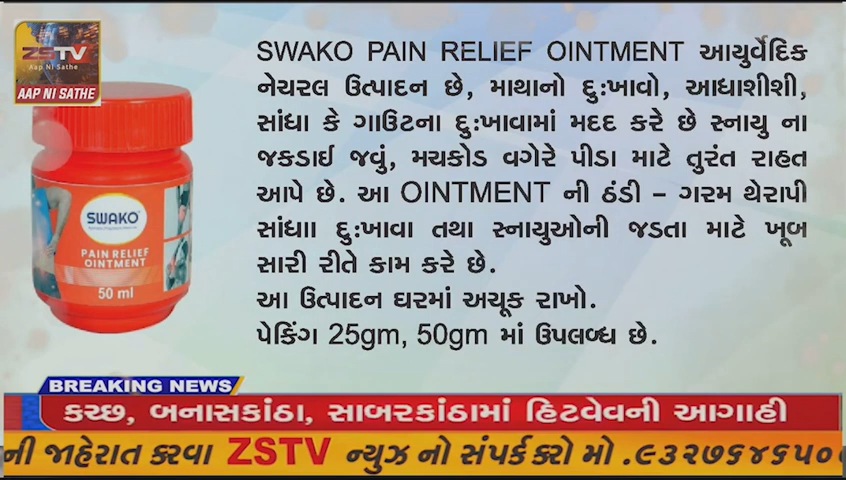 ZSTV
Aap Ni Sathe
AAP NI SATHE
SWAKO PAIN RELIEF OINTMENT આયુર્વેદિક
નેચરલ ઉત્પાદન છે, માથાનો દુઃખાવો, આધાશીશી,
સાંધા કે ગાઉટના દુઃખાવામાં મદદ કરે છે સ્નાયુ ના
જકડાઈ જવું, મચકોડ વગેરે પીડા માટે તુરંત રાહત
આપે છે. આ OINTMENT ની ઠંડી – ગરમ થેરાપી
સાંધાા દુઃખાવા તથા સ્નાયુઓની જડતા માટે ખૂબ
સારી રીતે કામ કરે છે.
આ ઉત્પાદન ઘરમાં અચૂક રાખો.
પેકિંગ 25gm, 50gm માં ઉપલબ્ધ છે.
SWAKO
PAIN RELIEF
OINTMENT
50 ml
BREAKING NEWS
કચ્છ, બનાસકાંઠા, સાબરકાંઠામાં હિટવેવની આગાહી
ની જાહેરાત કરવા ZSTV ન્યુઝ નો સંપર્ક કરો મો .૯૩૨૭૬૪૬૫૦